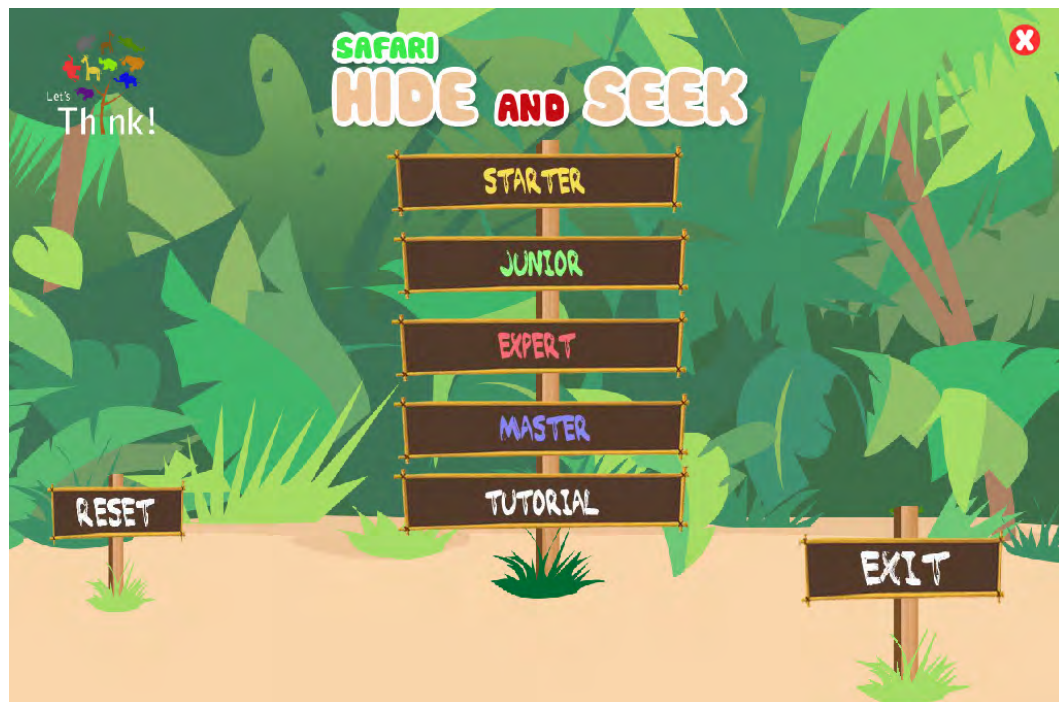 Let's
Think!
SAFARI
HIDE AND SEEK
X
STARTER
JUNIOR
EXPERT
MASTER
TUTORIAL
RESET
EXIT